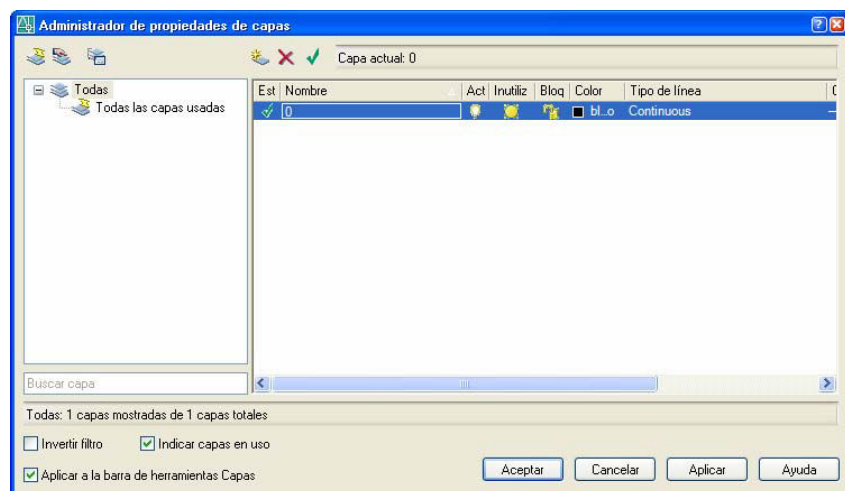 Administrador de propiedades de capas
Capa actual: 0
Todas
Todas las capas usadas
Est Nombre Act Inutiliz Bloq Color Tipo de línea
0 bl...o Continuous
Buscar capa
Todas: 1 capas mostradas de 1 capas totales
Invertir filtro Indicar capas en uso
Aplicar a la barra de herramientas Capas
Aceptar Cancelar Aplicar Ayuda